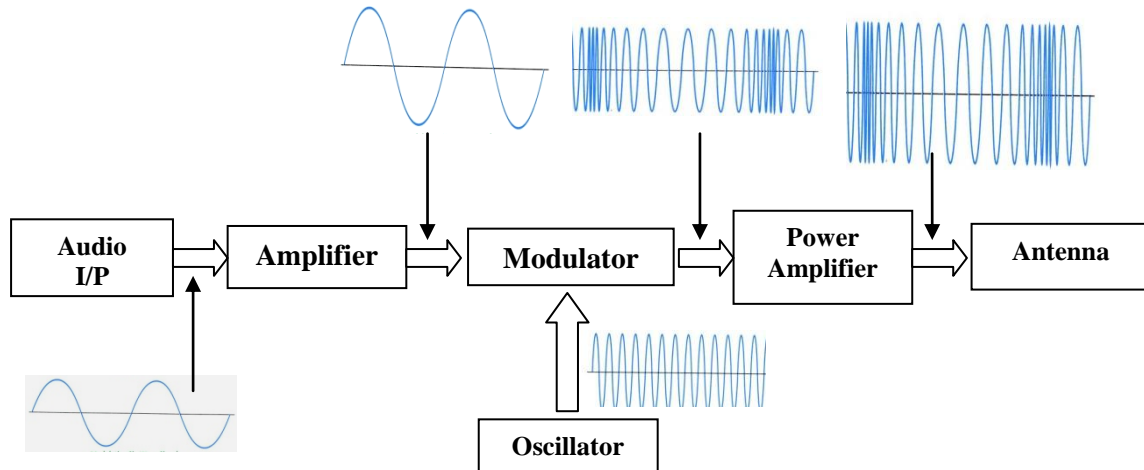 Audio
I/P
Amplifier
Modulator
Power
Amplifier
Antenna
Oscillator